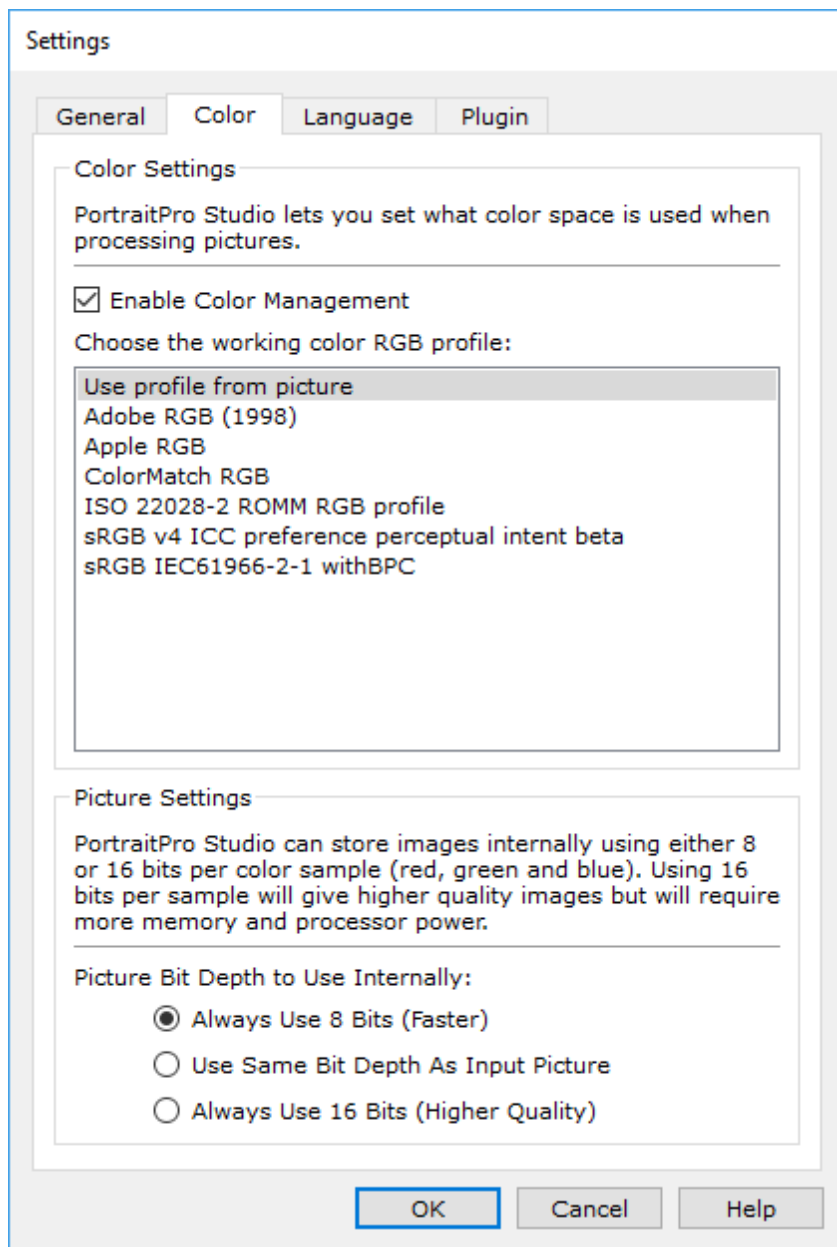 Settings
General
Color
Language
Plugin
Color Settings
PortraitPro Studio lets you set what color space is used when
processing pictures.
Enable Color Management
Choose the working color RGB profile:
Use profile from picture
Adobe RGB (1998)
Apple RGB
ColorMatch RGB
ISO 22028-2 ROMM RGB profile
sRGB v4 ICC preference perceptual intent beta
sRGB IEC61966-2-1 withBPC
Picture Settings
PortraitPro Studio can store images internally using either 8
or 16 bits per color sample (red, green and blue). Using 16
bits per sample will give higher quality images but will require
more memory and processor power.
Picture Bit Depth to Use Internally:
Always Use 8 Bits (Faster)
Use Same Bit Depth As Input Picture
Always Use 16 Bits (Higher Quality)
OK
Cancel
Help